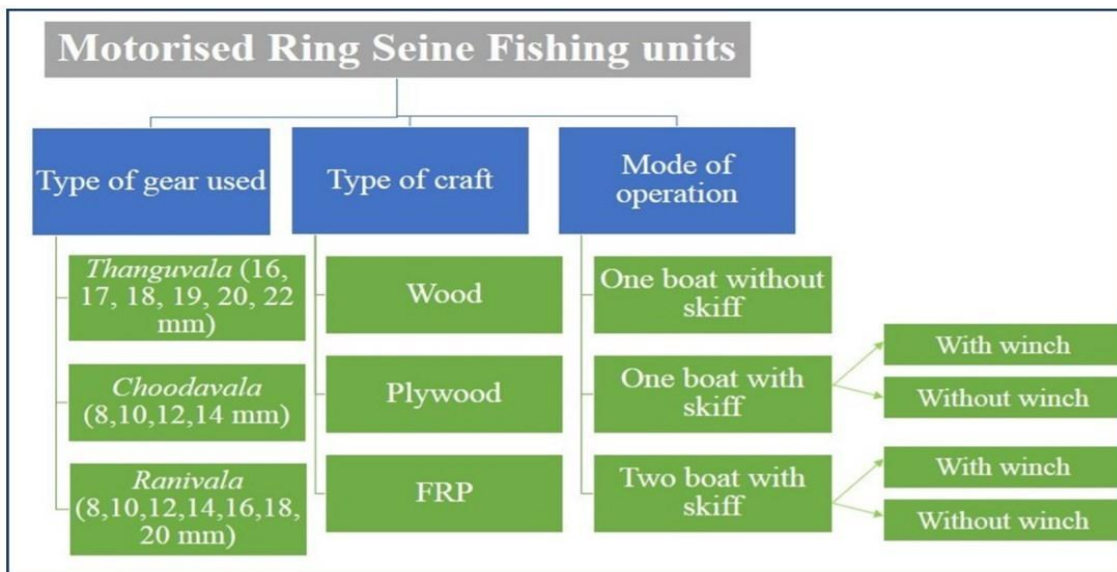 Motorised Ring Seine Fishing units
Type of gear used
Thanguvala (16,
17, 18, 19, 20, 22
mm)
Choodavala
(8,10,12,14 mm)
Ranivala
(8,10,12,14,16,18,
20 mm)
Type of craft
Wood
Plywood
FRP
Mode of
operation
One boat without
skiff
One boat with
skiff
With winch
Without winch
Two boat with
skiff
With winch
Without winch